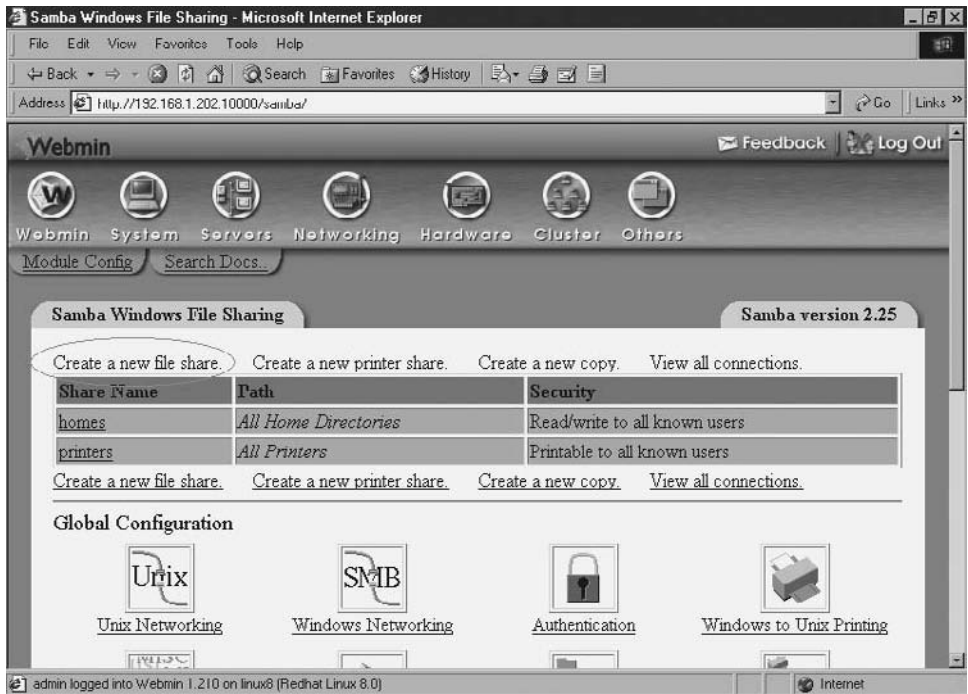 Samba Windows File Sharing - Microsoft Internet Explorer
File Edit View Favorites Tools Help
Back Search Favorites History
Address http://192.168.1.202.10000/samba/ Go Links »
Webmin Feedback Log Out
W
Webmin System Servers Networking Hardware Cluster Others
Module Config Search Docs..
Samba Windows File Sharing Samba version 2.25
Create a new file share. Create a new printer share. Create a new copy. View all connections.
Share Name Path Security
homes All Home Directories Read/write to all known users
printers All Printers Printable to all known users
Create a new file share. Create a new printer share. Create a new copy. View all connections.
Global Configuration
Unix SMB
Unix Networking Windows Networking Authentication Windows to Unix Printing
admin logged into Webmin 1.210 on linux8 (Redhat Linux 8.0) Internet